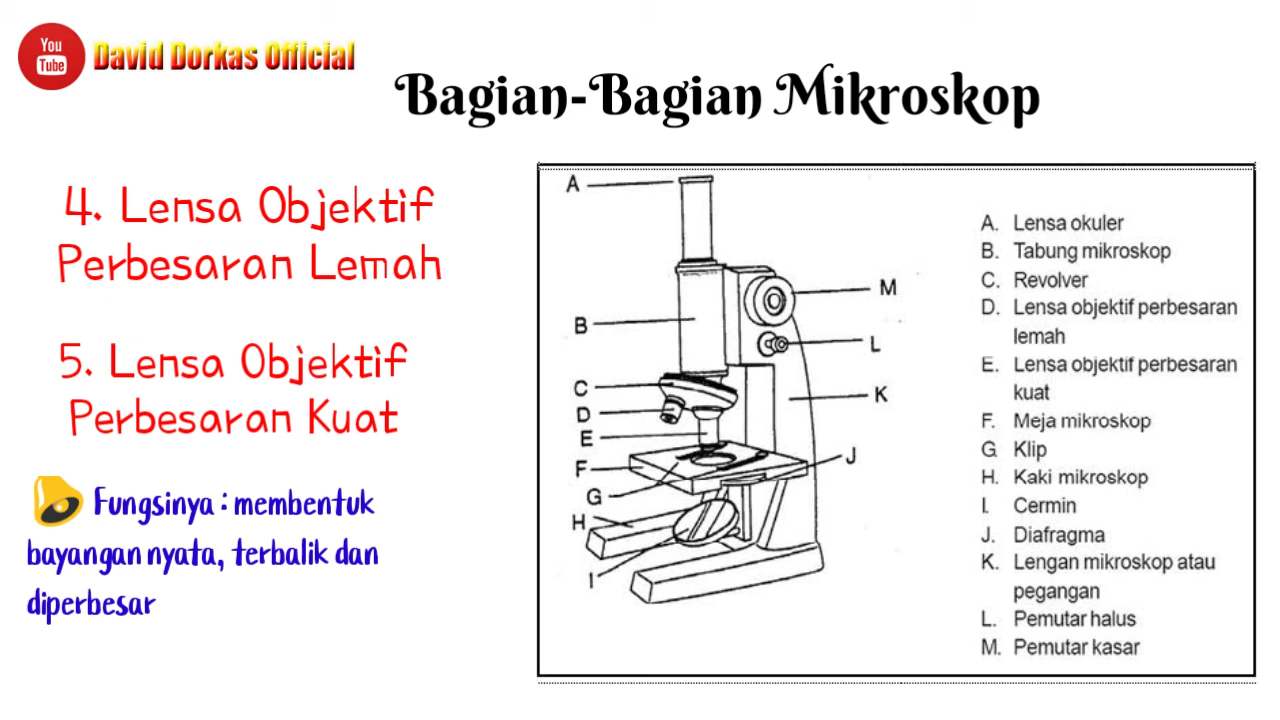 You
Tube
David Dorkas Official
Bagian-Bagian Mikroskop
4. Lensa Objektif
Perbesaran Lemah
5. Lensa Objektif
Perbesaran Kuat
Fungsinya : membentuk
bayangan nyata, terbalik dan
diperbesar
A
B
C
D
E
F
G
H
I
M
L
K
J
A. Lensa okuler
B. Tabung mikroskop
C. Revolver
D. Lensa objektif perbesaran
lemah
E. Lensa objektif perbesaran
kuat
F. Meja mikroskop
G Klip
H. Kaki mikroskop
I. Cermin
J. Diafragma
K. Lengan mikroskop atau
pegangan
L. Pemutar halus
M. Pemutar kasar